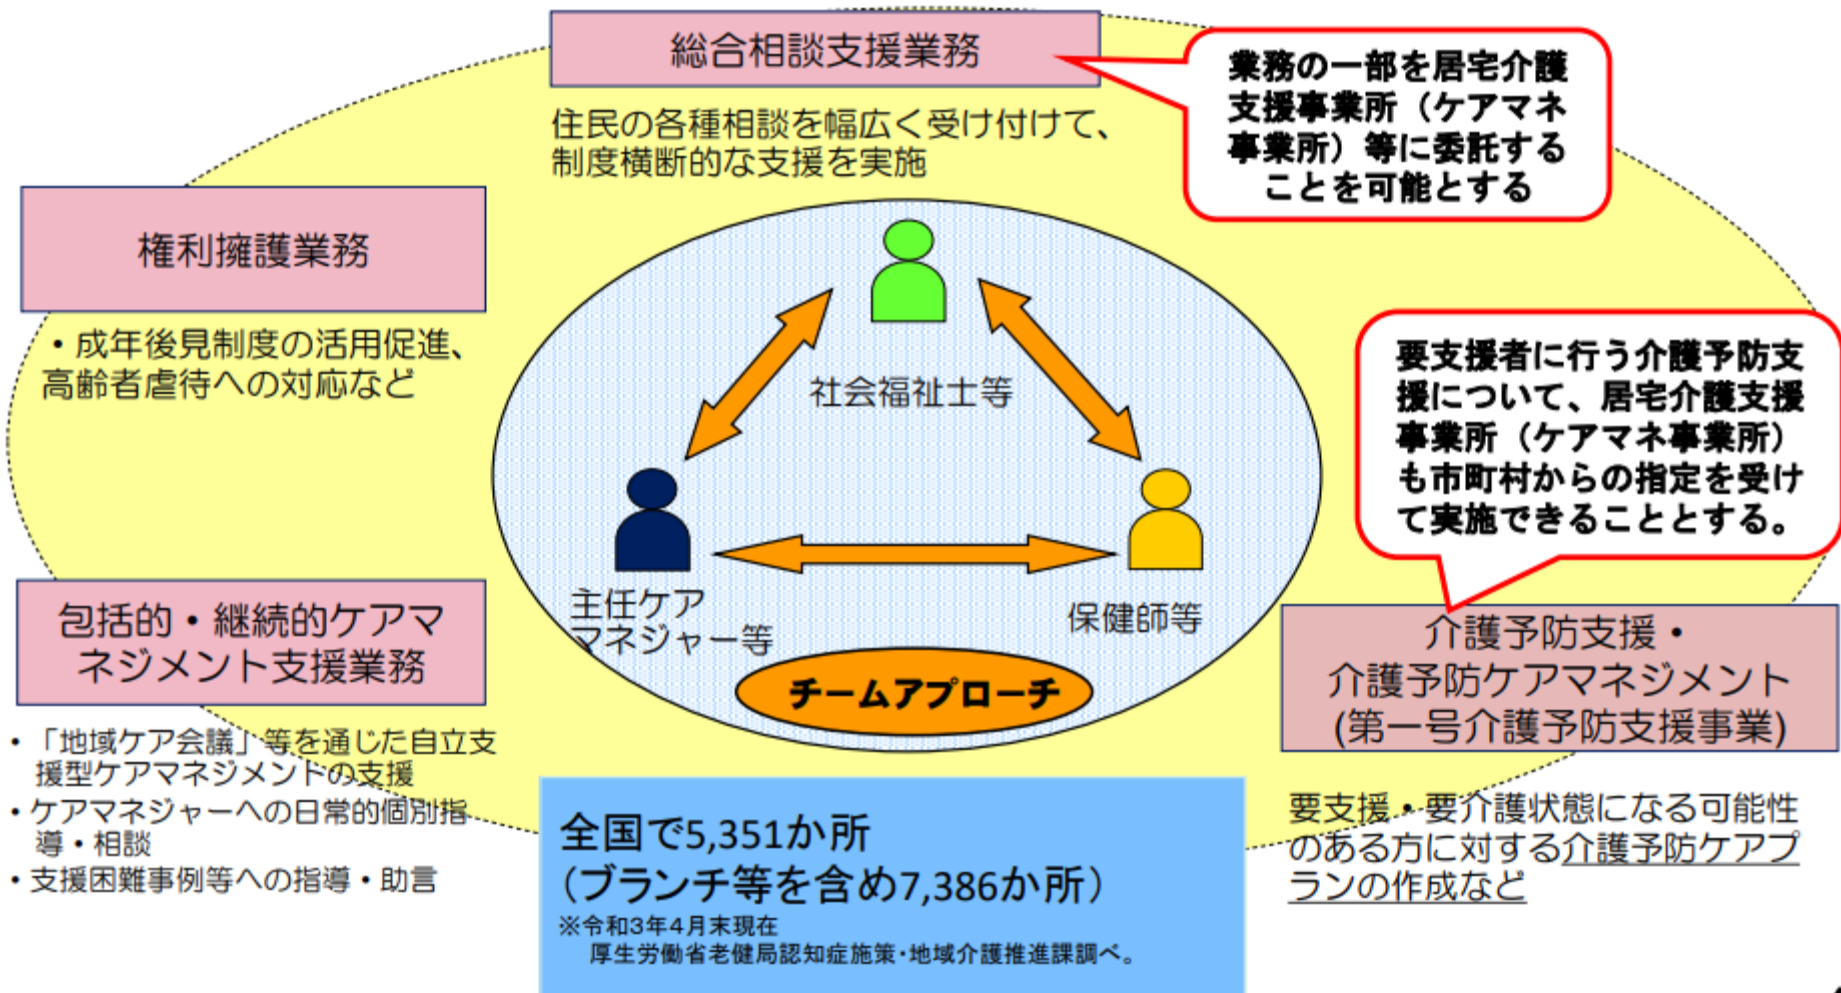 総合相談支援業務
住民の各種相談を幅広く受け付けて、
制度横断的な支援を実施
業務の一部を居宅介護
支援事業所（ケアマネ
事業所）等に委託する
ことを可能とする
権利擁護業務
・成年後見制度の活用促進、
高齢者虐待への対応など
社会福祉士等
主任ケア
マネジャー等
保健師等
チームアプローチ
要支援者に行う介護予防支
援について、居宅介護支援
事業所（ケアマネ事業所）
も市町村からの指定を受け
て実施できることとする。
包括的・継続的ケアマ
ネジメント支援業務
・「地域ケア会議」等を通じた自立支
援型ケアマネジメントの支援
・ケアマネジャーへの日常的個別指
導・相談
・支援困難事例等への指導・助言
介護予防支援・
介護予防ケアマネジメント
(第一号介護予防支援事業)
要支援・要介護状態になる可能性
のある方に対する介護予防ケアプ
ランの作成など
全国で5,351か所
（ブランチ等を含め7,386か所）
※令和3年4月末現在
厚生労働省老健局認知症施策･地域介護推進課調べ。